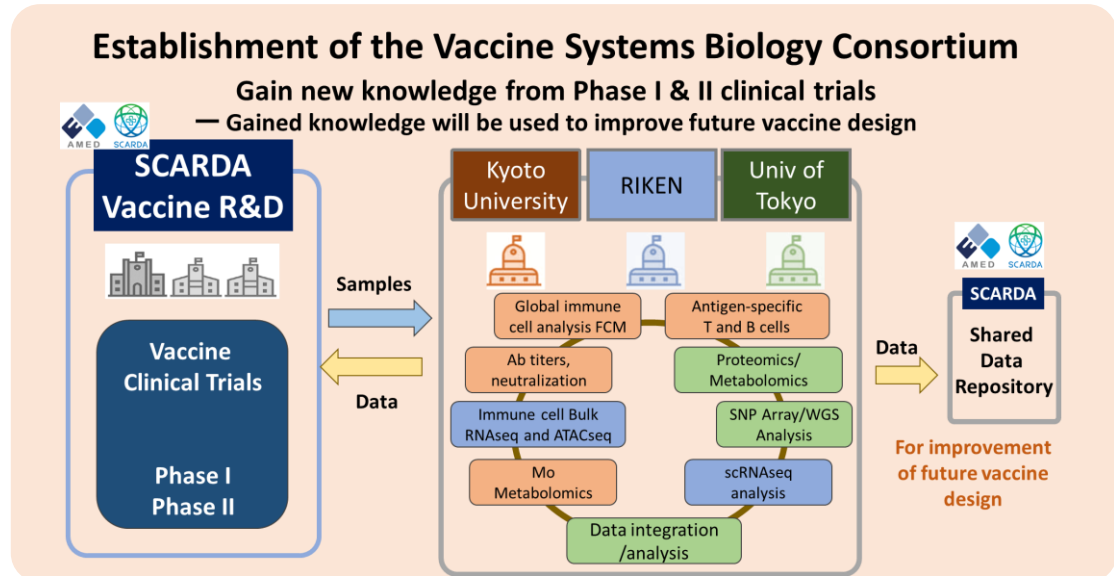 Establishment of the Vaccine Systems Biology Consortium
Gain new knowledge from Phase I & II clinical trials
— Gained knowledge will be used to improve future vaccine design
AMED
SCARDA
SCARDA
Vaccine R&D
Vaccine
Clinical Trials
Phase I
Phase II
Samples
Data
Kyoto
University
RIKEN
Univ of
Tokyo
Global immune
cell analysis FCM
Antigen-specific
T and B cells
Ab titers,
neutralization
Proteomics/
Metabolomics
Immune cell Bulk
RNAseq and ATACseq
SNP Array/WGS
Analysis
Mo
Metabolomics
scRNAseq
analysis
Data integration
/analysis
Data
AMED
SCARDA
SCARDA
Shared
Data
Repository
For improvement
of future vaccine
design